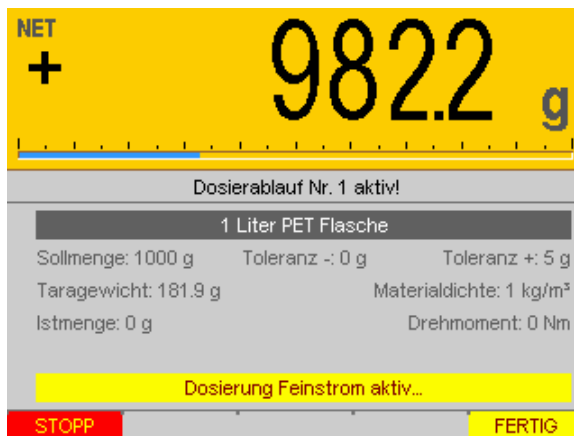 NET
+ 982.2 g
Dosierablauf Nr. 1 aktiv!
1 Liter PET Flasche
Sollmenge: 1000 g Toleranz -: 0 g Toleranz +: 5 g
Taragewicht: 181.9 g Materialdichte: 1 kg/m³
Istmenge: 0 g Drehmoment: 0 Nm
Dosierung Feinstrom aktiv...
STOPP FERTIG